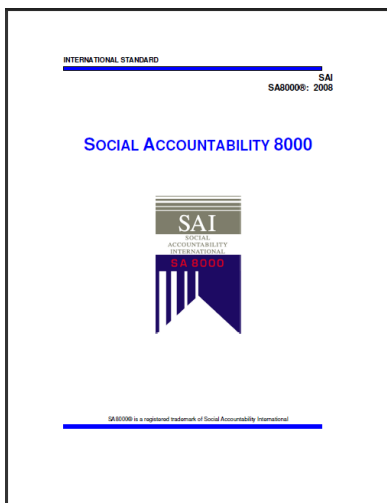 INTERNATIONAL STANDARD
SAI
SA8000®: 2008
SOCIAL ACCOUNTABILITY 8000
SAI
SOCIAL
ACCOUNTABILITY
INTERNATIONAL
SA 8000
SA8000® is a registered trademark of Social Accountability International